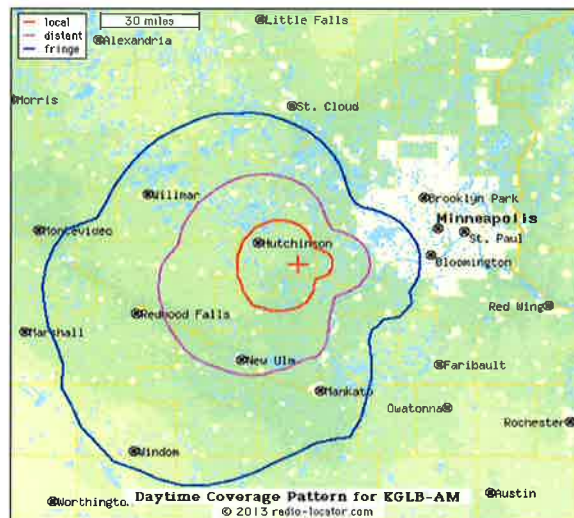 local
distant
fringe
30 miles
Little Falls
Alexandria
Morris
St. Cloud
Willmar
Brooklyn Park
Montevideo
Minneapolis
St. Paul
Hutchinson
Bloomington
Redwood Falls
Red Wing
Marshall
New Ulm
Faribault
Mankato
Owatonna
Rochester
Windom
Worthingto.
Austin
Daytime Coverage Pattern for KGLB-AM
© 2013 radio-locator.com